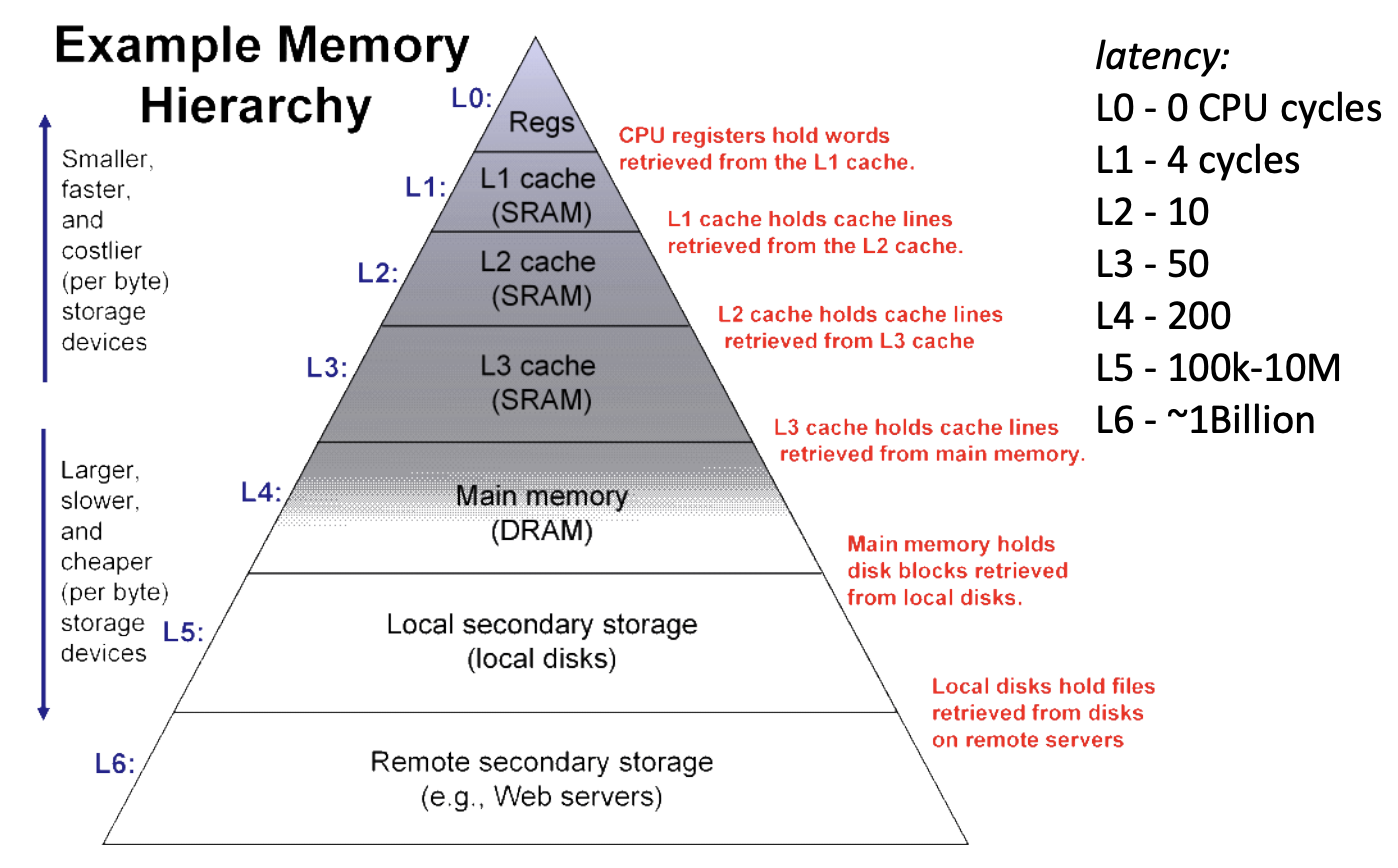 Example Memory
Hierarchy
Smaller,
faster,
and
costlier
(per byte)
storage
devices
Larger,
slower,
and
cheaper
(per byte)
storage
devices
L0:
Regs
CPU registers hold words
retrieved from the L1 cache.
L1:
L1 cache
(SRAM)
L1 cache holds cache lines
retrieved from the L2 cache.
L2:
L2 cache
(SRAM)
L2 cache holds cache lines
retrieved from L3 cache
L3:
L3 cache
(SRAM)
L3 cache holds cache lines
retrieved from main memory.
L4:
Main memory
(DRAM)
Main memory holds
disk blocks retrieved
from local disks.
L5:
Local secondary storage
(local disks)
Local disks hold files
retrieved from disks
on remote servers
L6:
Remote secondary storage
(e.g., Web servers)
latency:
L0 - 0 CPU cycles
L1 - 4 cycles
L2 - 10
L3 - 50
L4 - 200
L5 - 100k-10M
L6 - ~1Billion